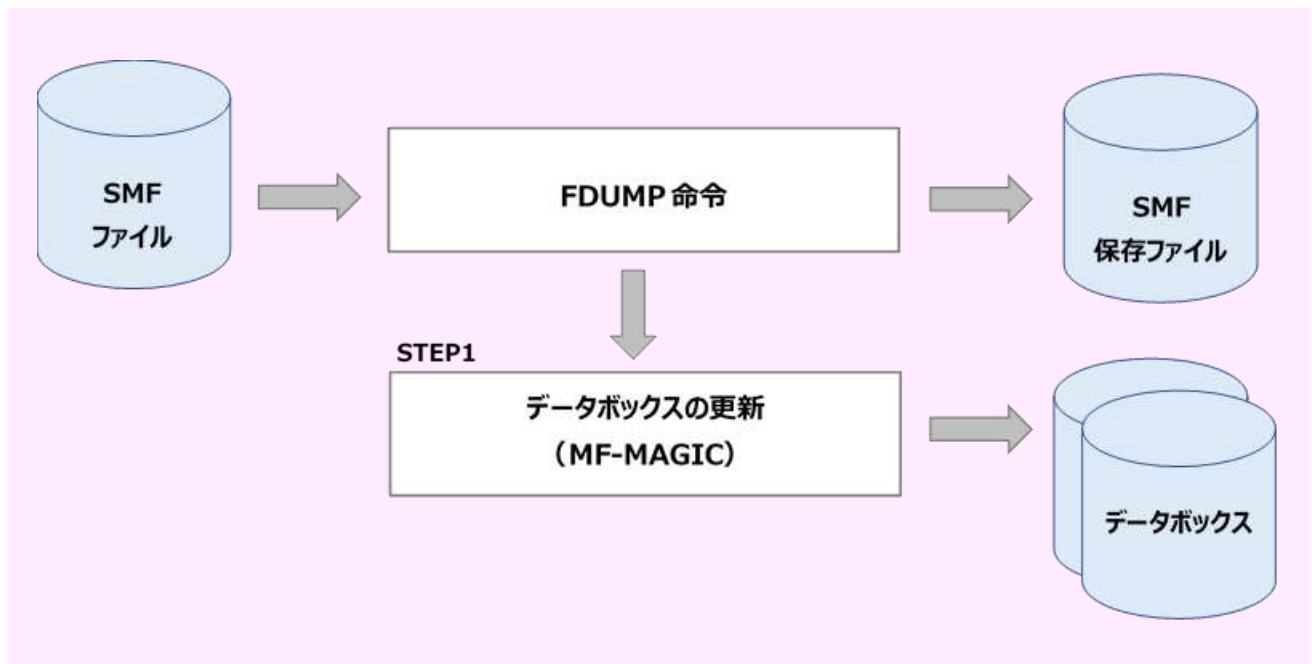 SMF
ファイル
FDUMP 命令
SMF
保存ファイル
STEP1
データボックスの更新
（MF-MAGIC）
データボックス